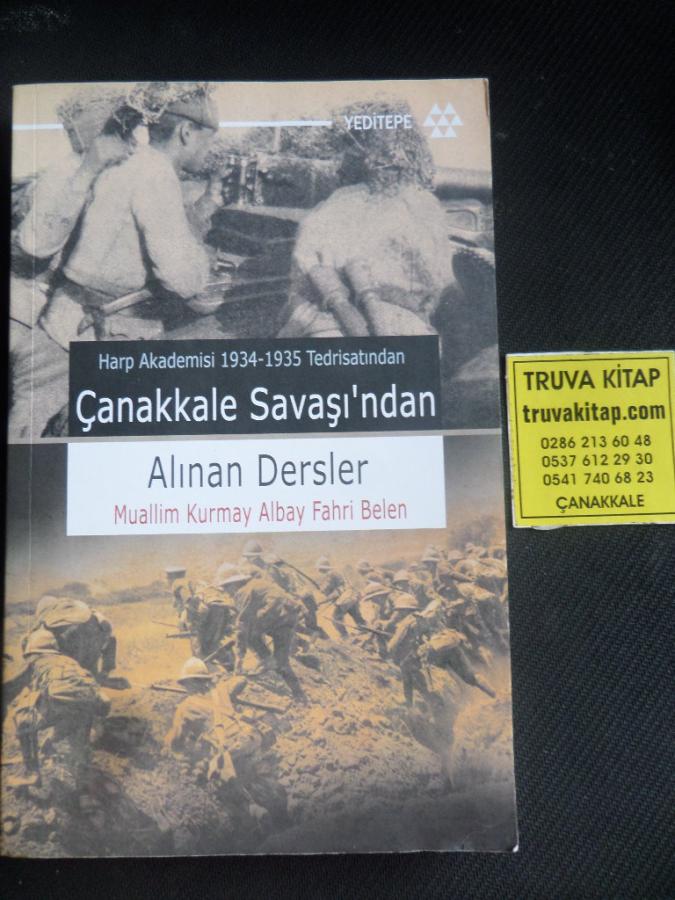 YEDİTEPE
Harp Akademisi 1934-1935 Tedrisatından
Çanakkale Savaşı'ndan
Alınan Dersler
Muallim Kurmay Albay Fahri Belen
TRUVA KİTAP
truvakitap.com
0286 213 60 48
0537 612 29 30
0541 740 68 23
ÇANAKKALE